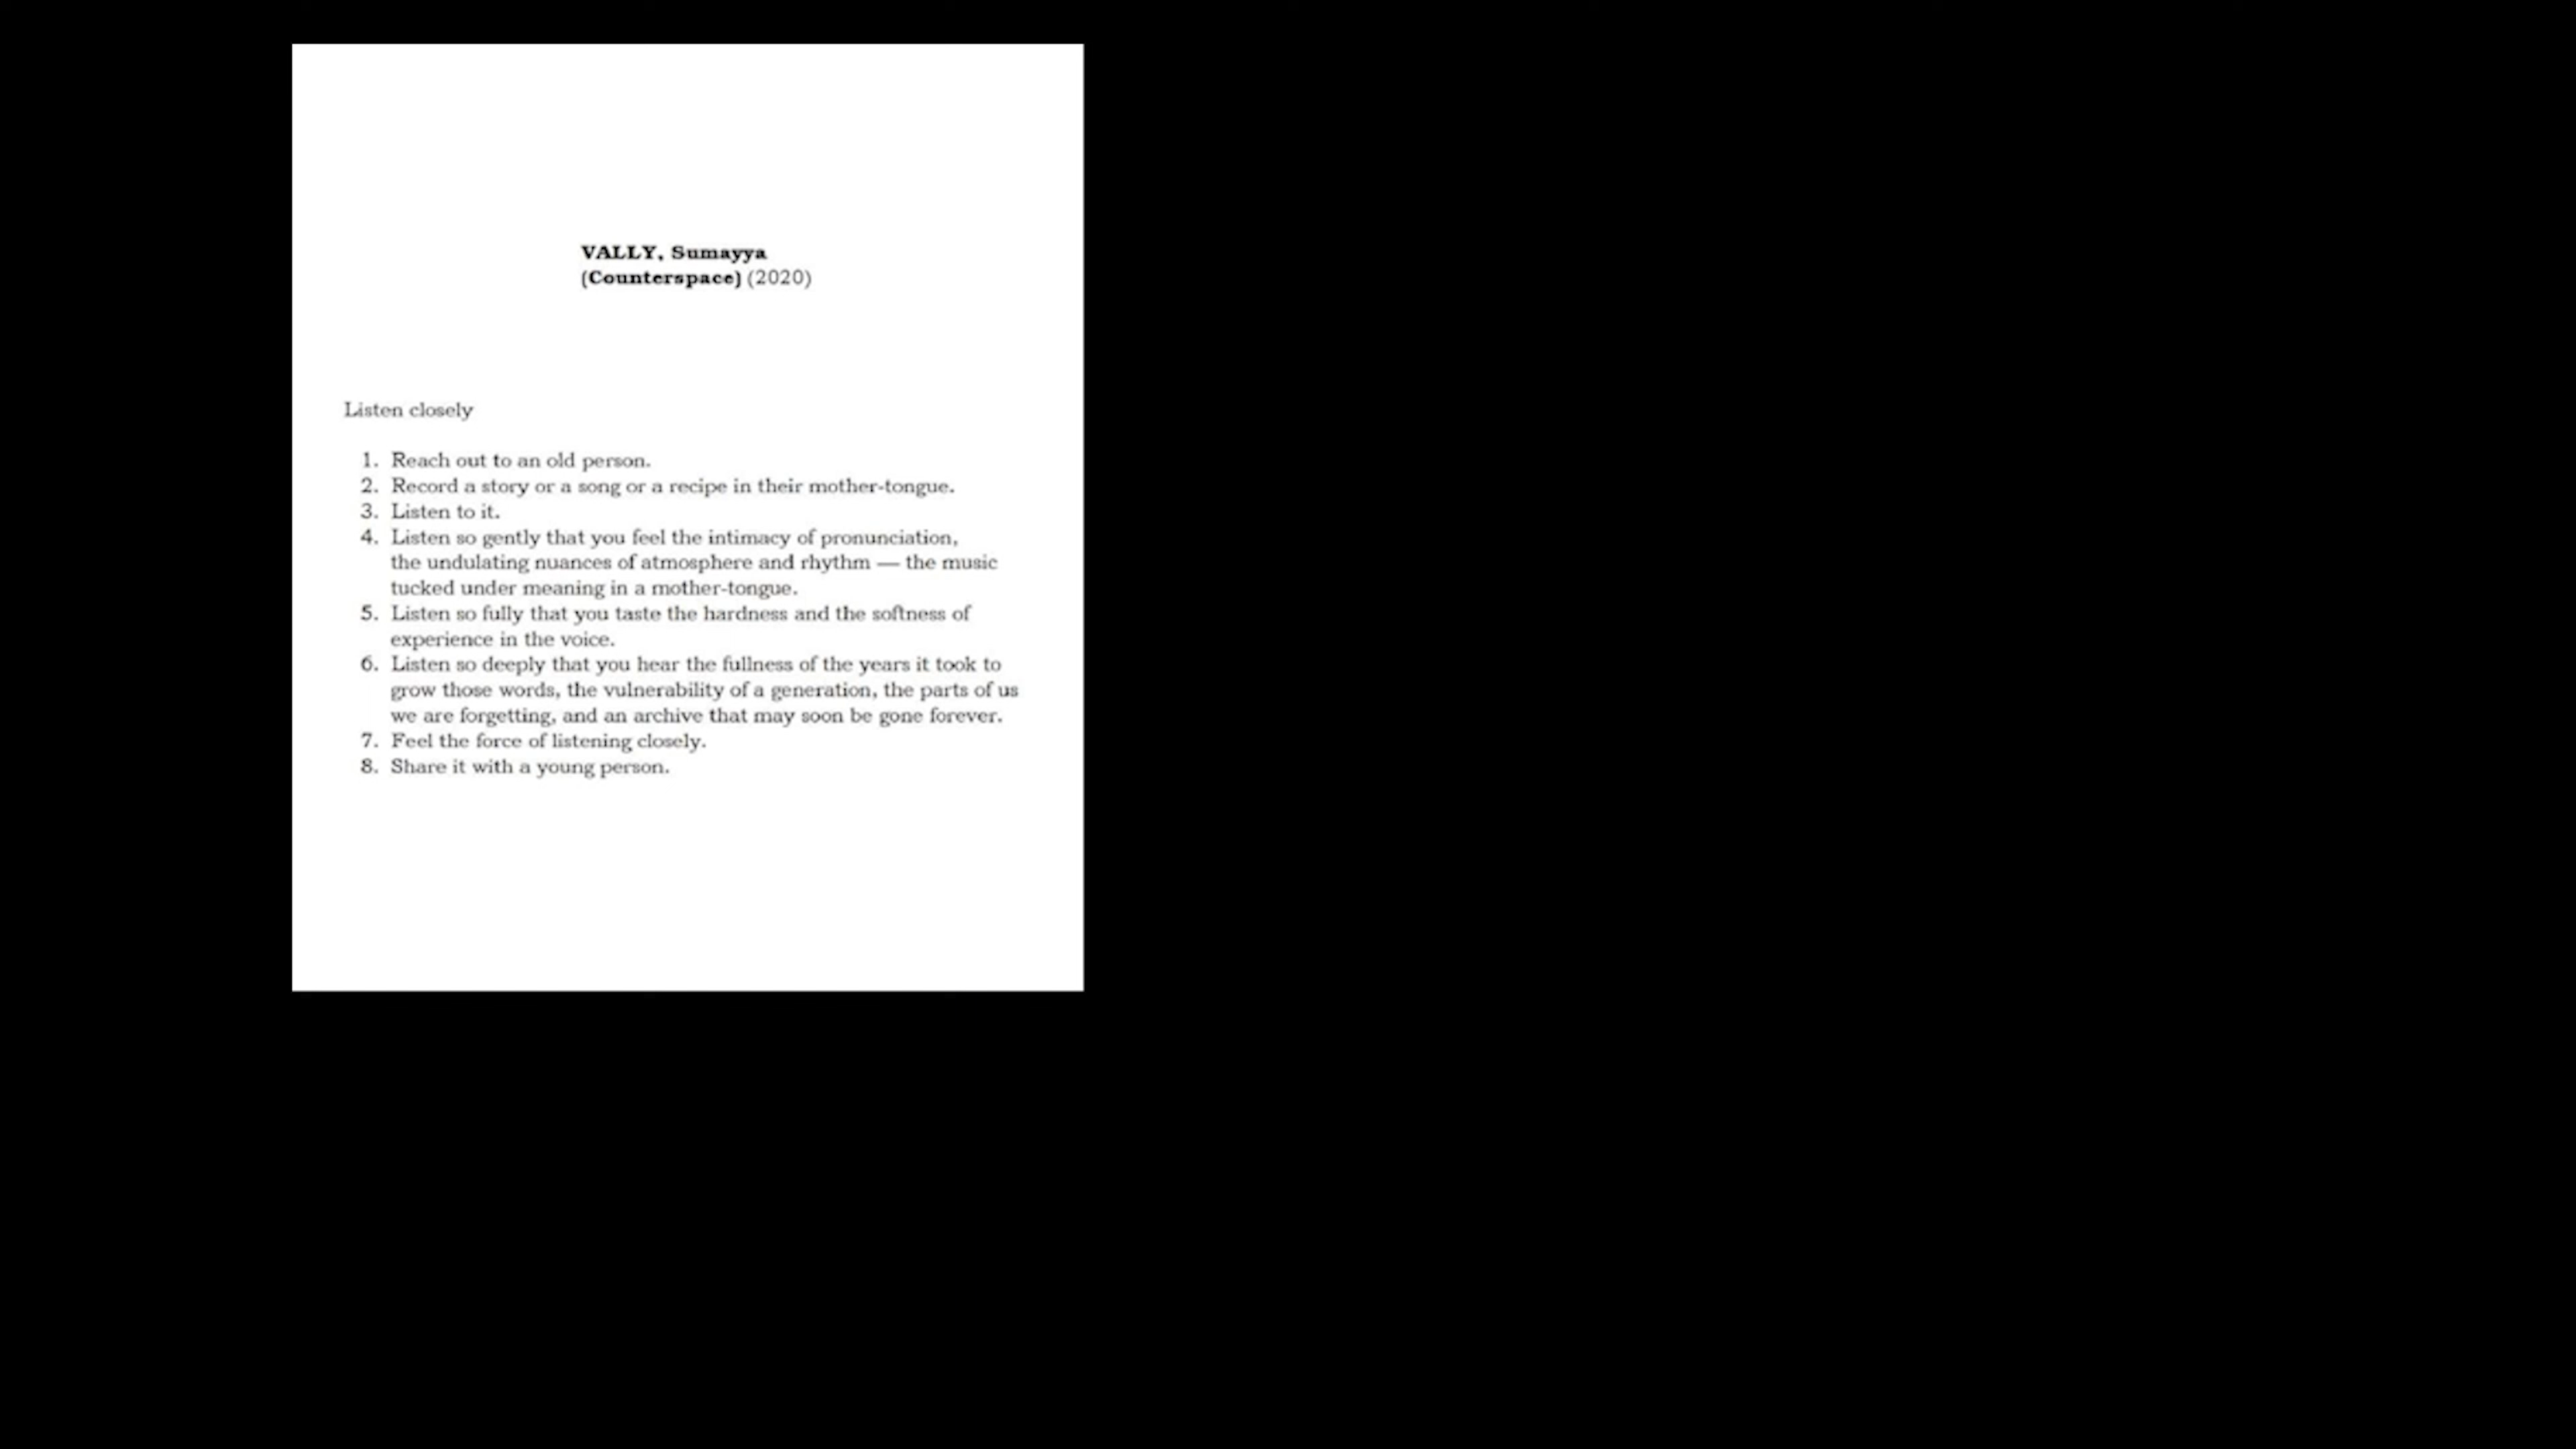 VALLY, Sumayya
(Counterspace) (2020)
Listen closely
1. Reach out to an old person.
2. Record a story or a song or a recipe in their mother-tongue.
3. Listen to it.
4. Listen so gently that you feel the intimacy of pronunciation,
the undulating nuances of atmosphere and rhythm — the music
tucked under meaning in a mother-tongue.
5. Listen so fully that you taste the hardness and the softness of
experience in the voice.
6. Listen so deeply that you hear the fullness of the years it took to
grow those words, the vulnerability of a generation, the parts of us
we are forgetting, and an archive that may soon be gone forever.
7. Feel the force of listening closely.
8. Share it with a young person.